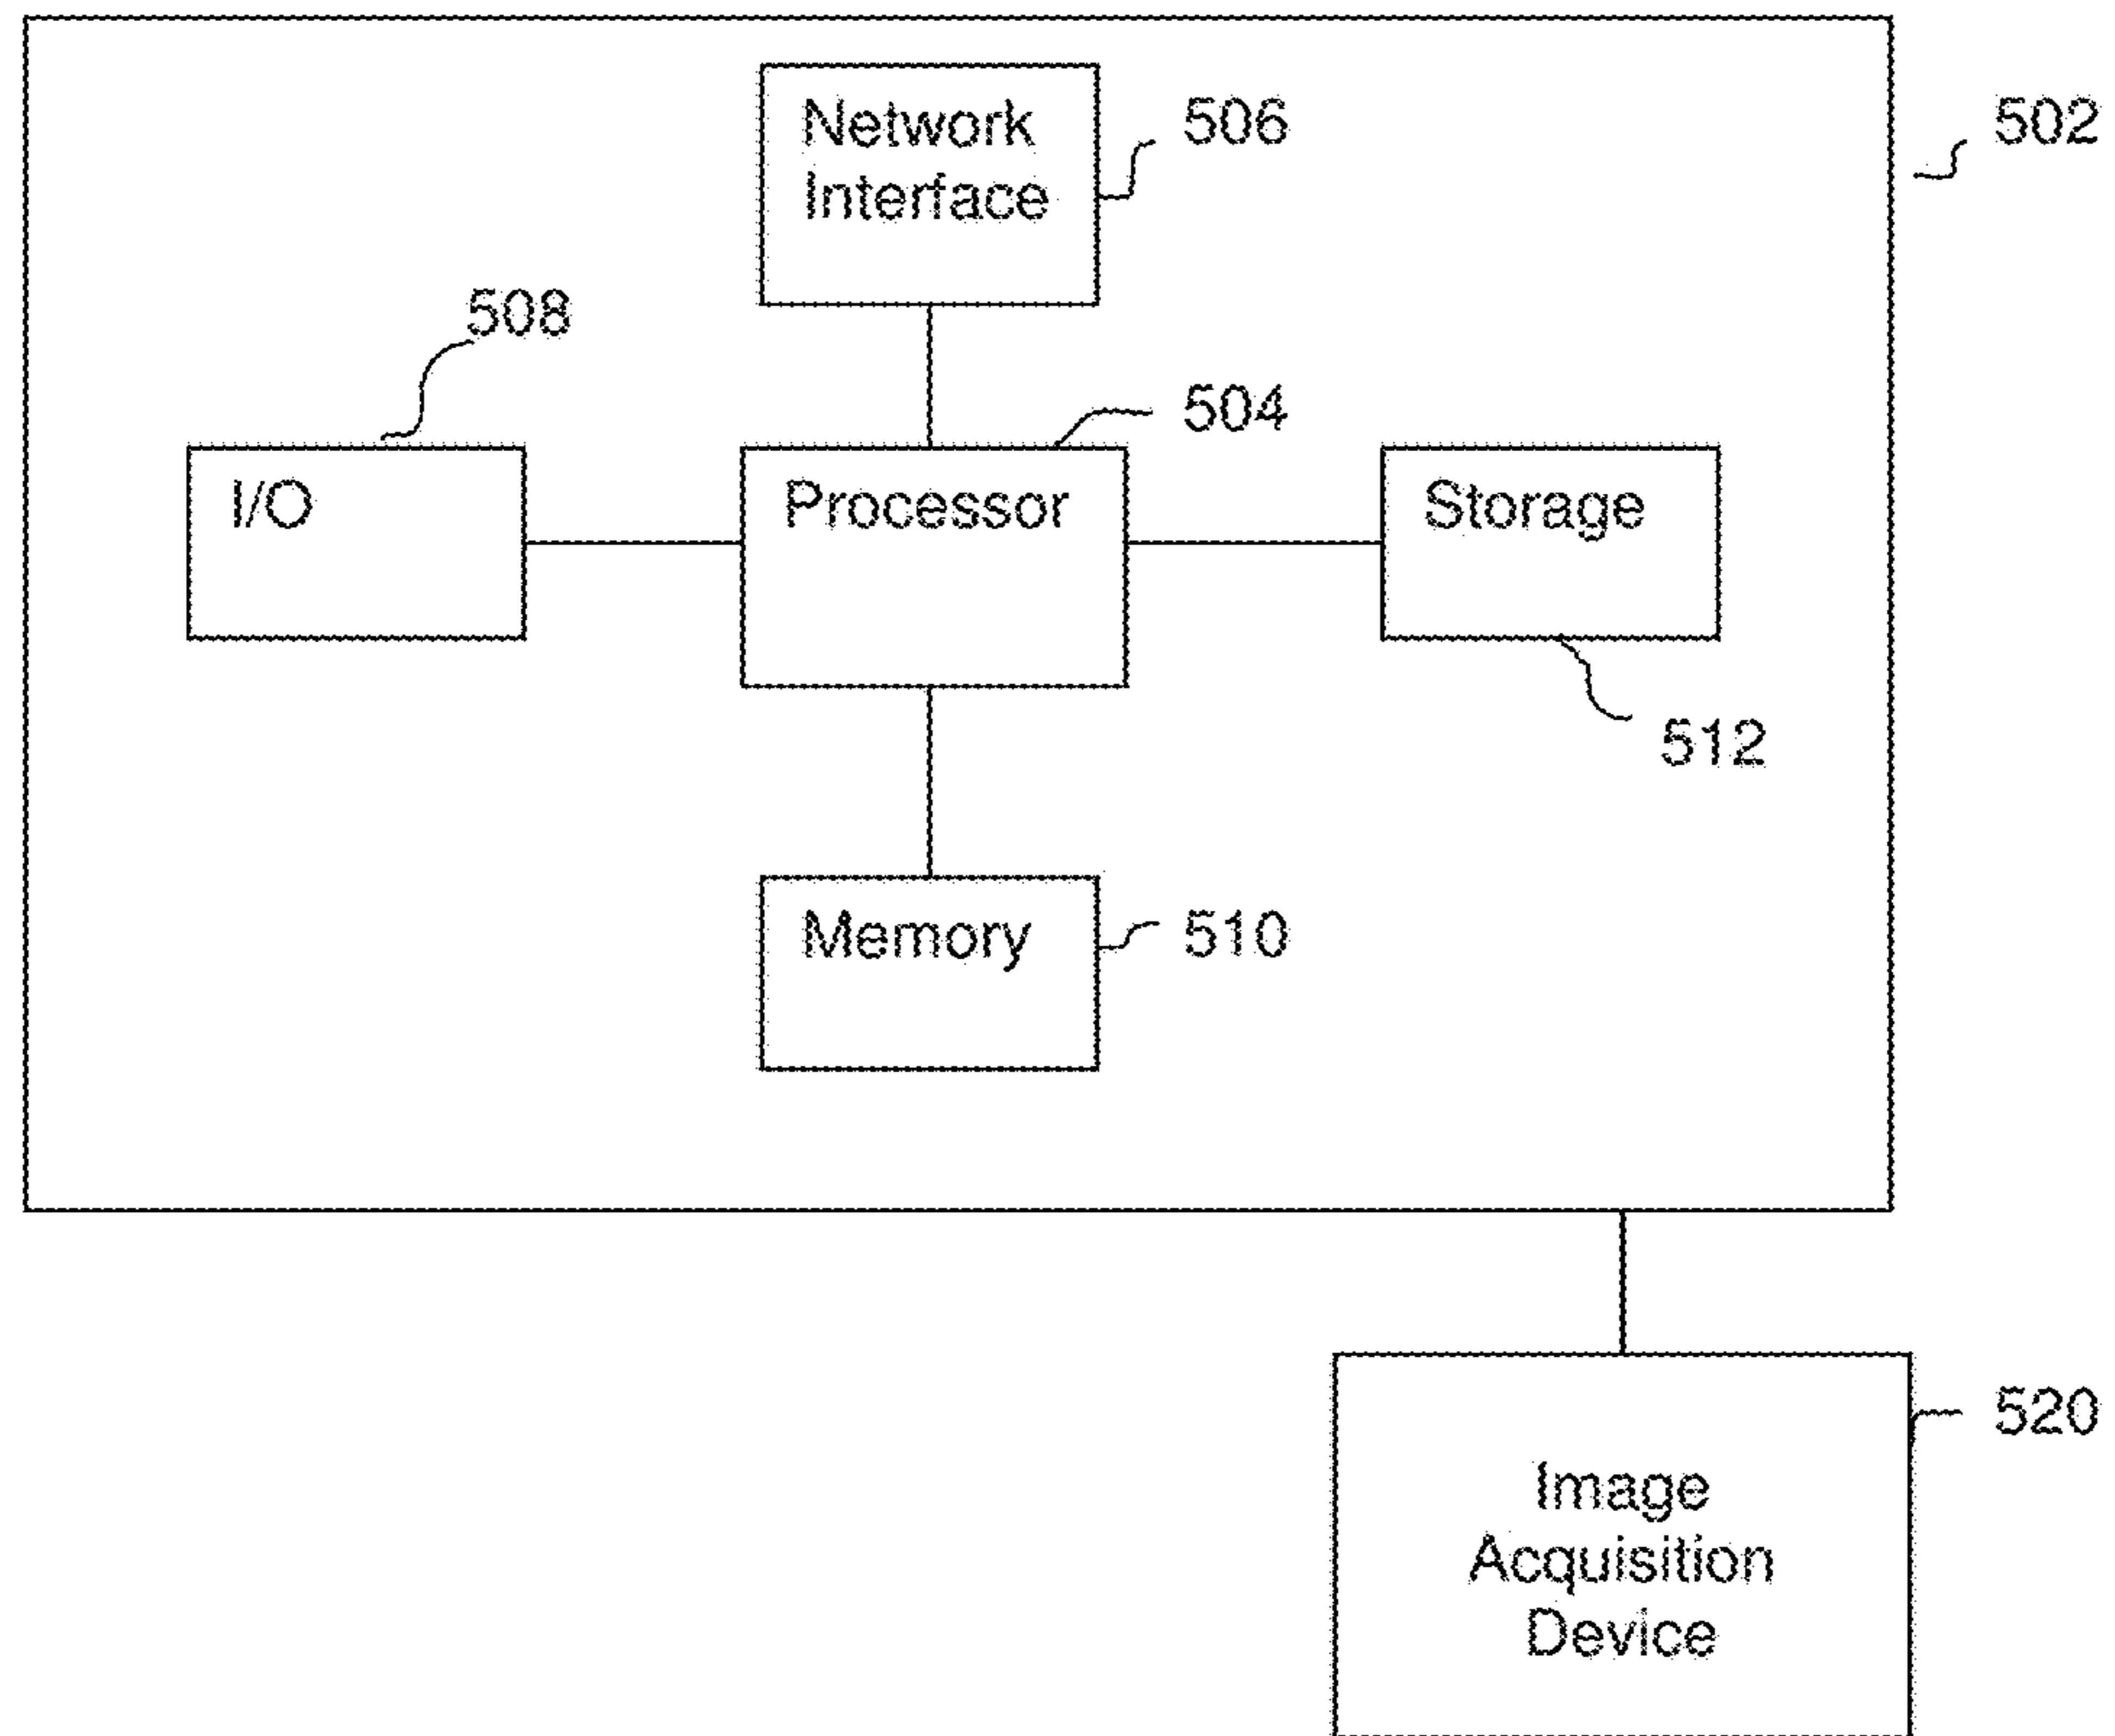 Network
Interface
506
502
508
504
I/O
Processor
Storage
512
Memory
510
520
Image
Acquisition
Device